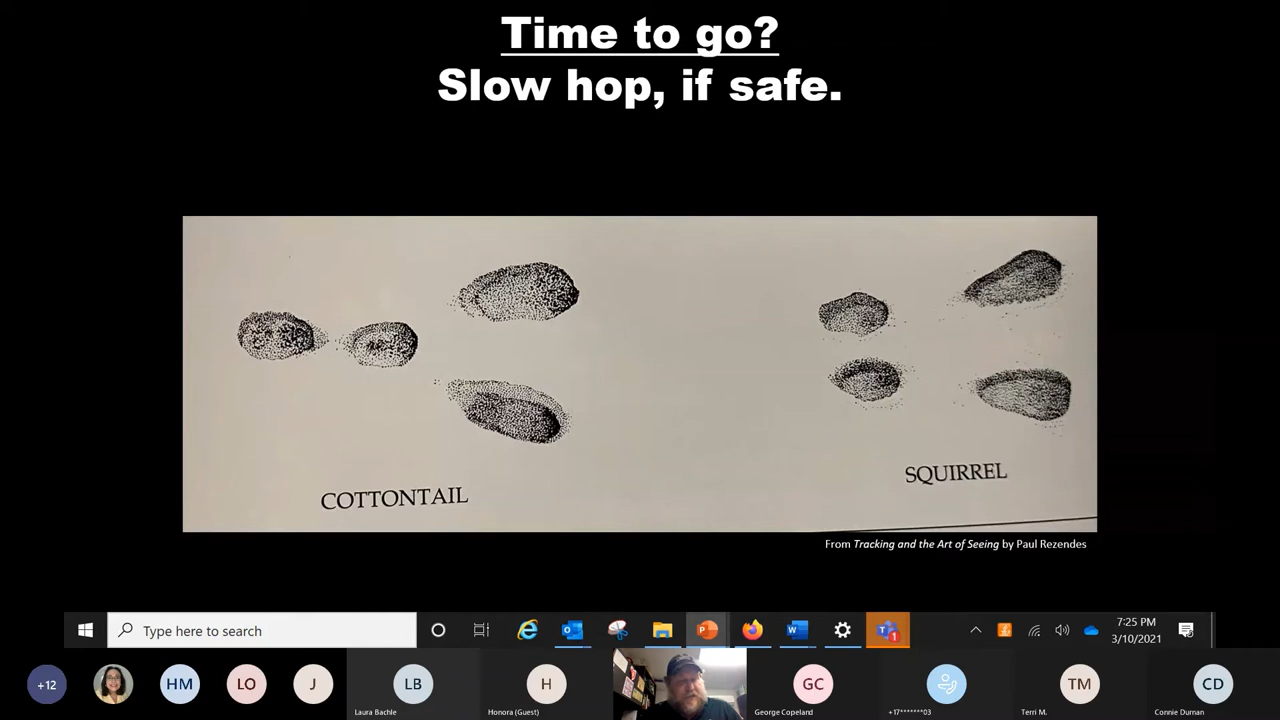 Time to go?
Slow hop, if safe.
COTTONTAIL
SQUIRREL
From Tracking and the Art of Seeing by Paul Rezendes
Type here to search
7:25 PM
3/10/2021
+12
HM
LO
J
LB
Laura Bachle
H
Honora (Guest)
GC
George Copeland
+17*******03
TM
Terri M.
CD
Connie Durnan